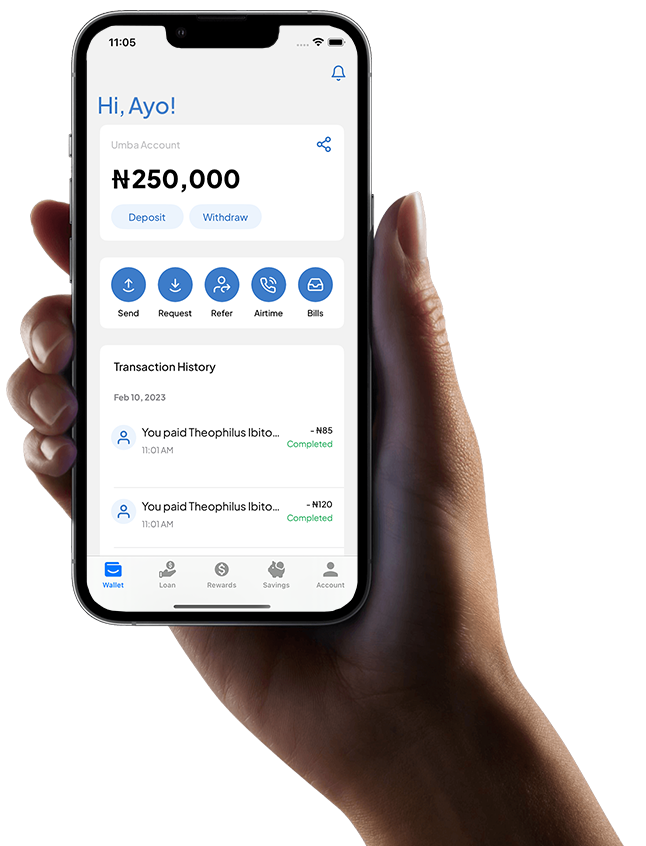 11:05
Hi, Ayo!
Umba Account
₦250,000
Deposit Withdraw
Send Request Refer Airtime Bills
Transaction History
Feb 10, 2023
You paid Theophilus Ibito... - ₦85
11:01 AM Completed
You paid Theophilus Ibito... - ₦120
11:01 AM Completed
Wallet Loan Rewards Savings Account